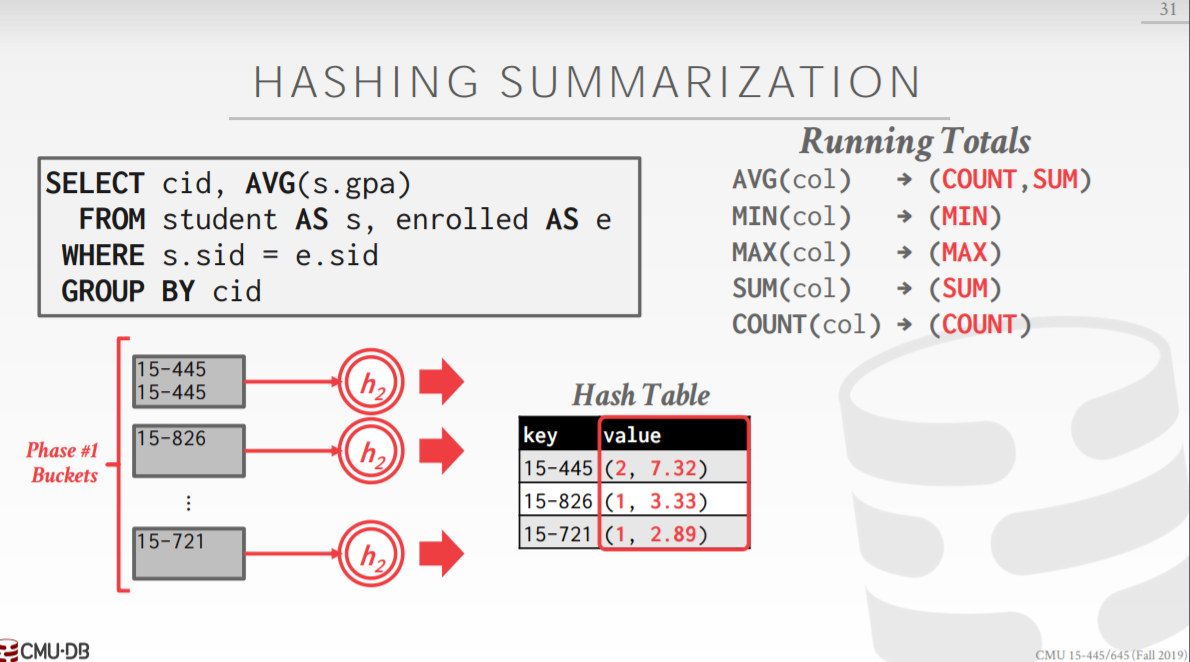 31
HASHING SUMMARIZATION
SELECT cid, AVG(s.gpa)
FROM student AS s, enrolled AS e
WHERE s.sid = e.sid
GROUP BY cid
Running Totals
AVG(col) → (COUNT,SUM)
MIN(col) → (MIN)
MAX(col) → (MAX)
SUM(col) → (SUM)
COUNT(col) → (COUNT)
Phase #1
Buckets
15-445
15-445
h2
15-826
h2
⋮
15-721
h2
Hash Table
key value
15-445 (2, 7.32)
15-826 (1, 3.33)
15-721 (1, 2.89)
CMU·DB
CMU 15-445/645 (Fall 2019)